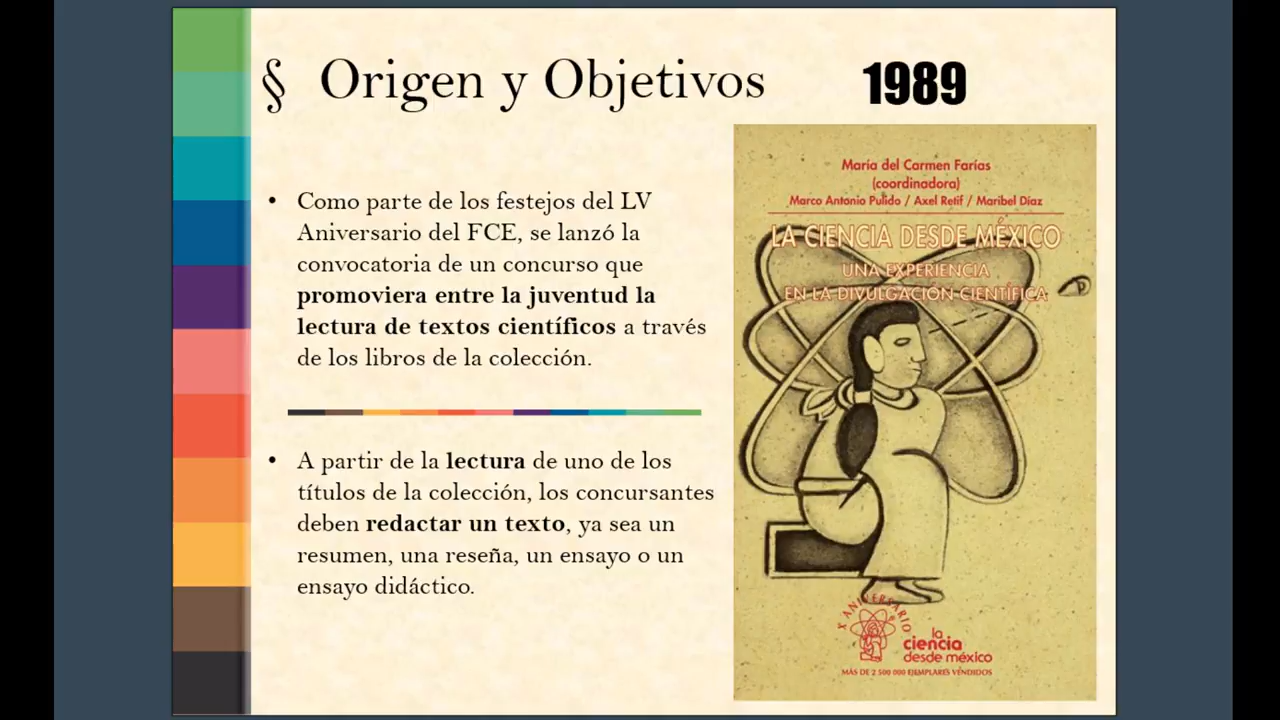 § Origen y Objetivos
1989
• Como parte de los festejos del LV
Aniversario del FCE, se lanzó la
convocatoria de un concurso que
promoviera entre la juventud la
lectura de textos científicos a través
de los libros de la colección.
• A partir de la lectura de uno de los
títulos de la colección, los concursantes
deben redactar un texto, ya sea un
resumen, una reseña, un ensayo o un
ensayo didáctico.
María del Carmen Farías
(coordinadora)
Marco Antonio Pulido / Axel Retif / Maribel Díaz
LA CIENCIA DESDE MÉXICO
UNA EXPERIENCIA
EN LA DIVULGACIÓN CIENTÍFICA
X ANIVERSARIO
la
ciencia
desde méxico
MÁS DE 2 500 000 EJEMPLARES VENDIDOS